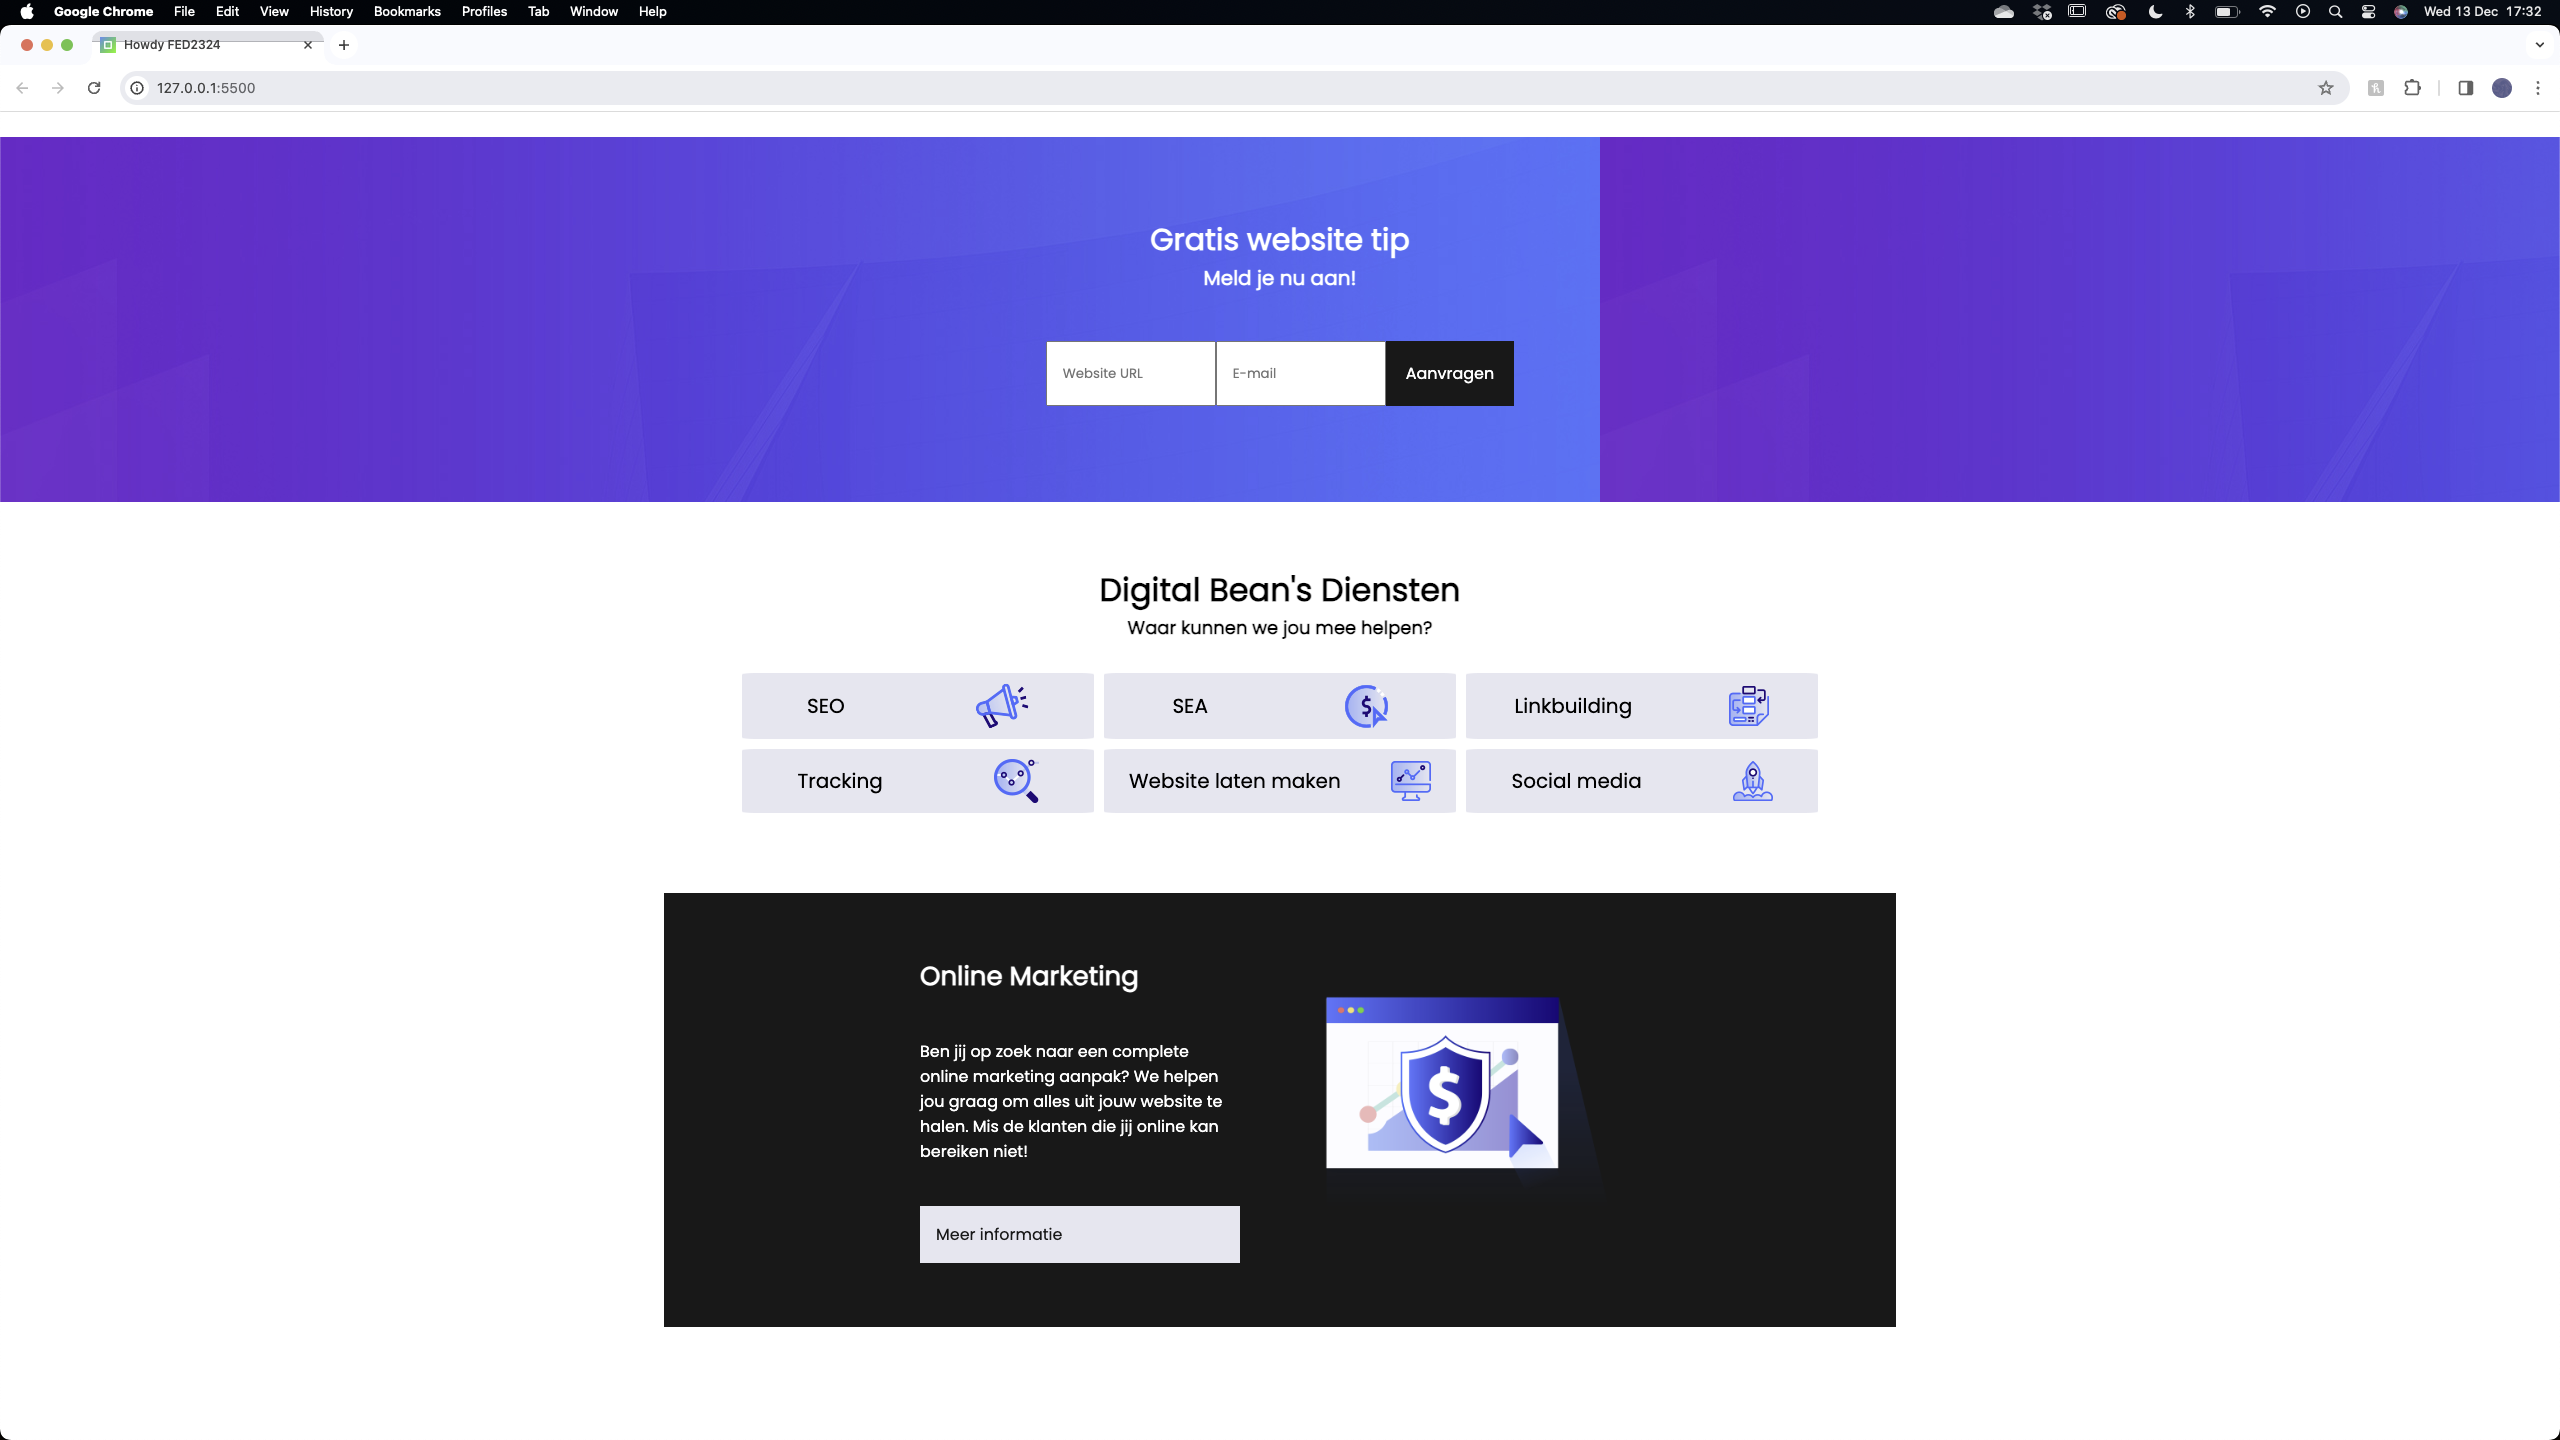 Google Chrome File Edit View History Bookmarks Profiles Tab Window Help Wed 13 Dec 17:32
Howdy FED2324
127.0.0.1:5500
Gratis website tip
Meld je nu aan!
Website URL E-mail Aanvragen
Digital Bean's Diensten
Waar kunnen we jou mee helpen?
SEO SEA Linkbuilding
Tracking Website laten maken Social media
Online Marketing
Ben jij op zoek naar een complete
online marketing aanpak? We helpen
jou graag om alles uit jouw website te
halen. Mis de klanten die jij online kan
bereiken niet!
Meer informatie